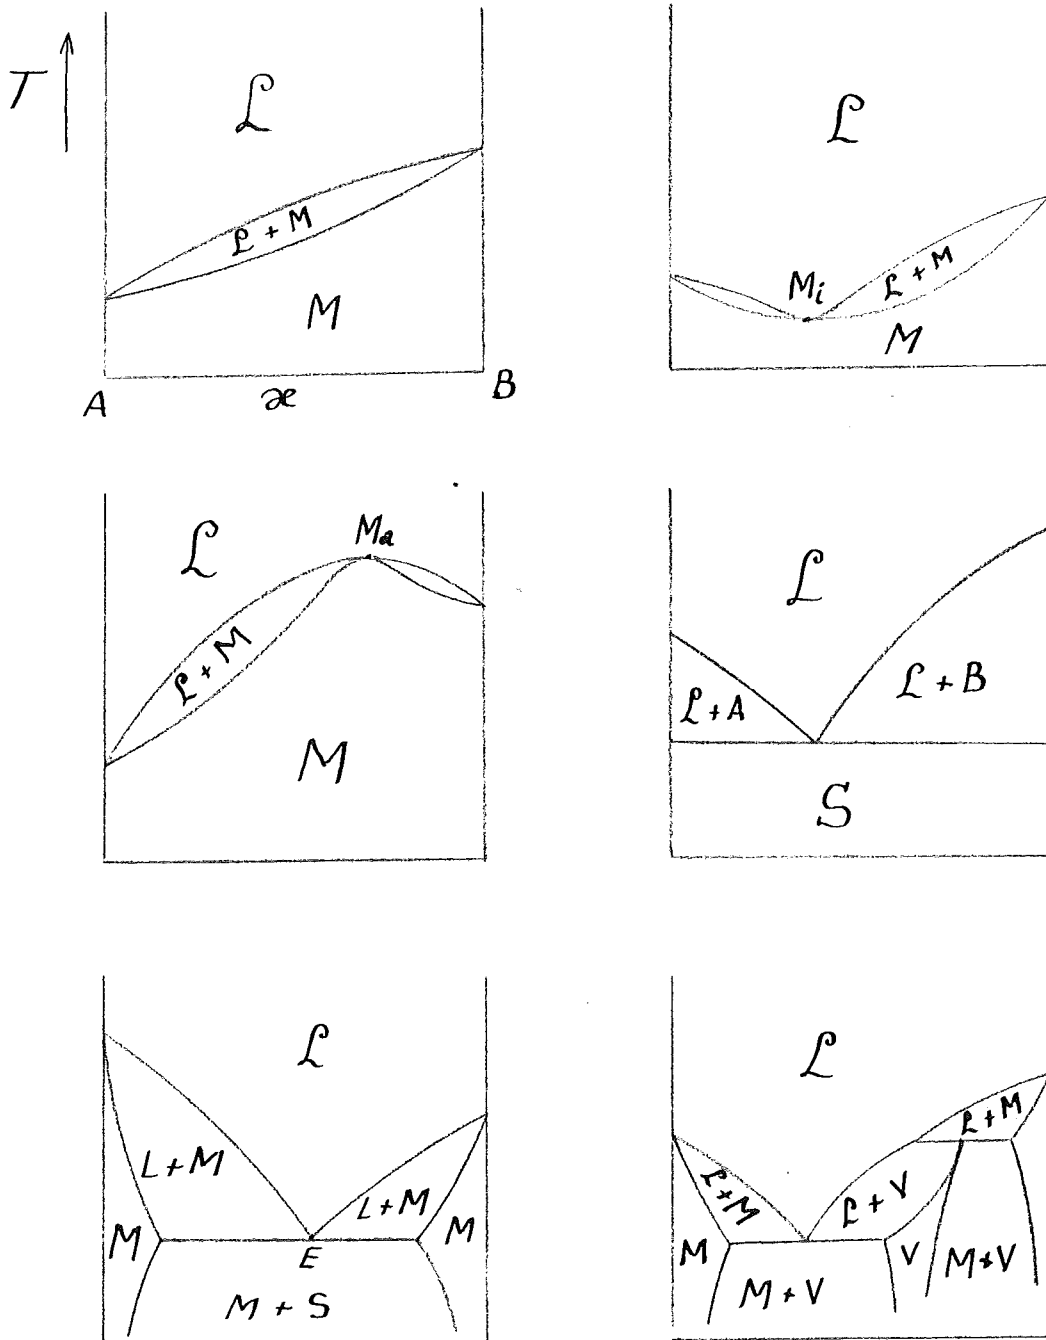 T
ℒ
ℒ + M
M
A
æ
B
ℒ
Mi
ℒ + M
M
ℒ
Ma
ℒ + M
M
ℒ
ℒ + A
ℒ + B
S
ℒ
L + M
L + M
M
M
E
M + S
ℒ
ℒ + M
ℒ+M
ℒ + V
M
V
M+V
M + V